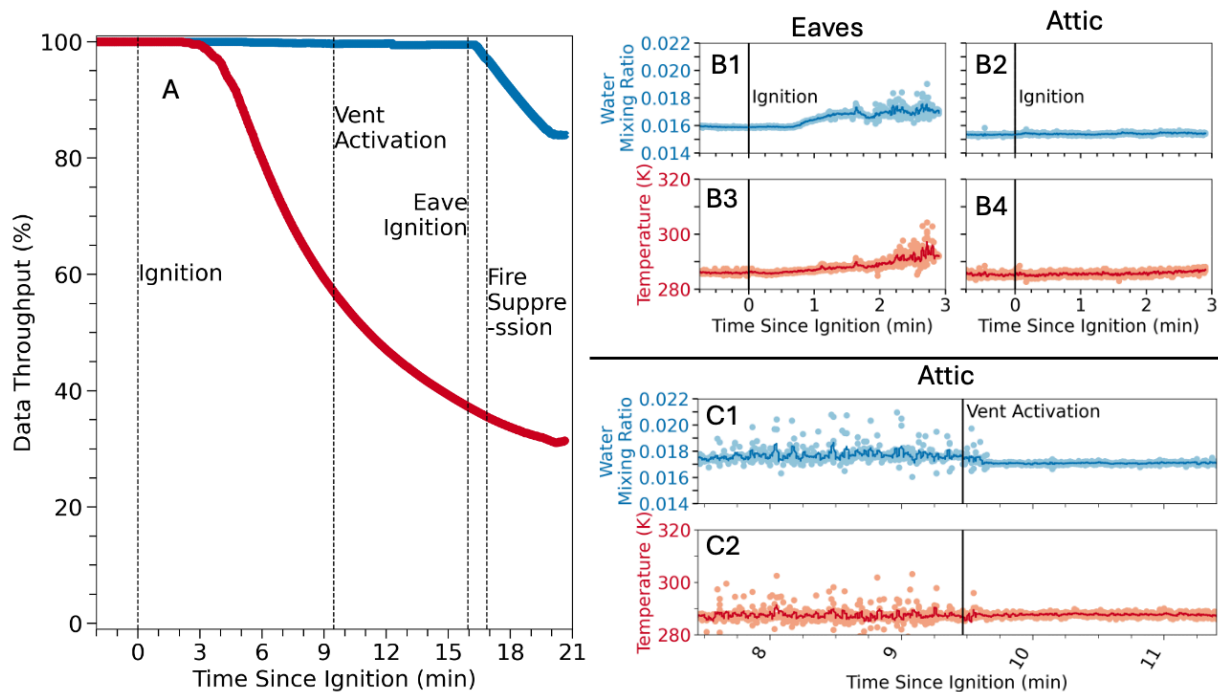 Data Throughput (%)
100
80
60
40
20
0
A
Ignition
Vent
Activation
Eave
Ignition
Fire
Suppre
-ssion
0 3 6 9 12 15 18 21
Time Since Ignition (min)
Eaves
Attic
Water
Mixing Ratio
0.022
0.020
0.018
0.016
0.014
B1
Ignition
B2
Ignition
Temperature (K)
320
300
280
B3
B4
0 1 2 3
0 1 2 3
Time Since Ignition (min)
Time Since Ignition (min)
Attic
Water
Mixing Ratio
0.022
0.020
0.018
0.016
0.014
C1
Vent Activation
Temperature (K)
320
300
280
C2
8 9 10 11
Time Since Ignition (min)